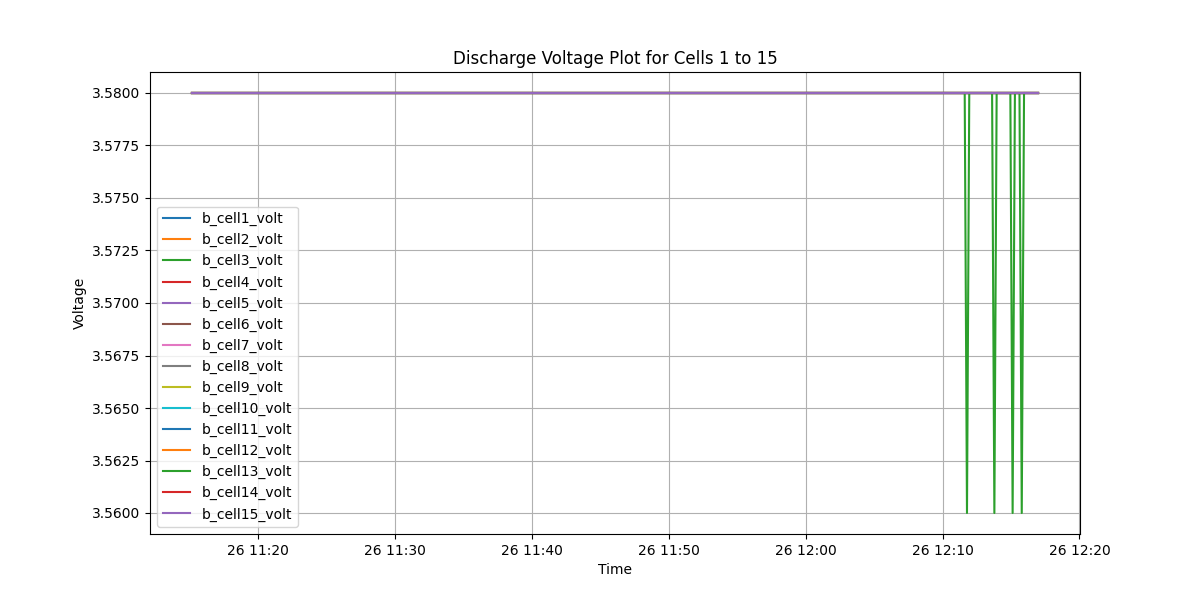 Discharge Voltage Plot for Cells 1 to 15
Voltage
3.5800
3.5775
3.5750
3.5725
3.5700
3.5675
3.5650
3.5625
3.5600
b_cell1_volt
b_cell2_volt
b_cell3_volt
b_cell4_volt
b_cell5_volt
b_cell6_volt
b_cell7_volt
b_cell8_volt
b_cell9_volt
b_cell10_volt
b_cell11_volt
b_cell12_volt
b_cell13_volt
b_cell14_volt
b_cell15_volt
26 11:20 26 11:30 26 11:40 26 11:50 26 12:00 26 12:10 26 12:20
Time